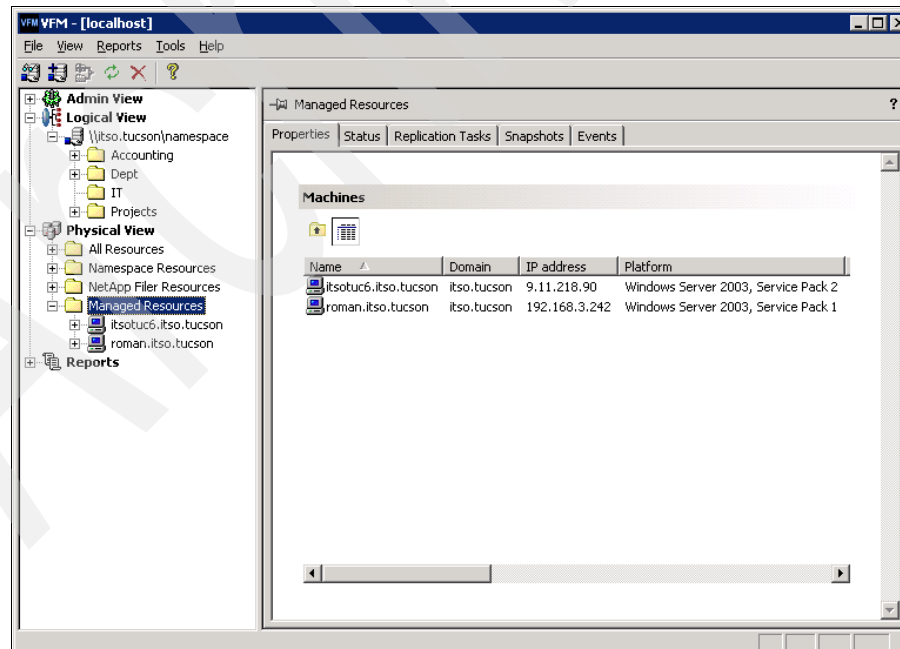 VFM VFM - [localhost]
File View Reports Tools Help
Admin View
Logical View
\\itso.tucson\namespace
Accounting
Dept
IT
Projects
Physical View
All Resources
Namespace Resources
NetApp Filer Resources
Managed Resources
itsotuc6.itso.tucson
roman.itso.tucson
Reports
Managed Resources ?
Properties Status Replication Tasks Snapshots Events
Machines
Name Domain IP address Platform
itsotuc6.itso.tucson itso.tucson 9.11.218.90 Windows Server 2003, Service Pack 2
roman.itso.tucson itso.tucson 192.168.3.242 Windows Server 2003, Service Pack 1